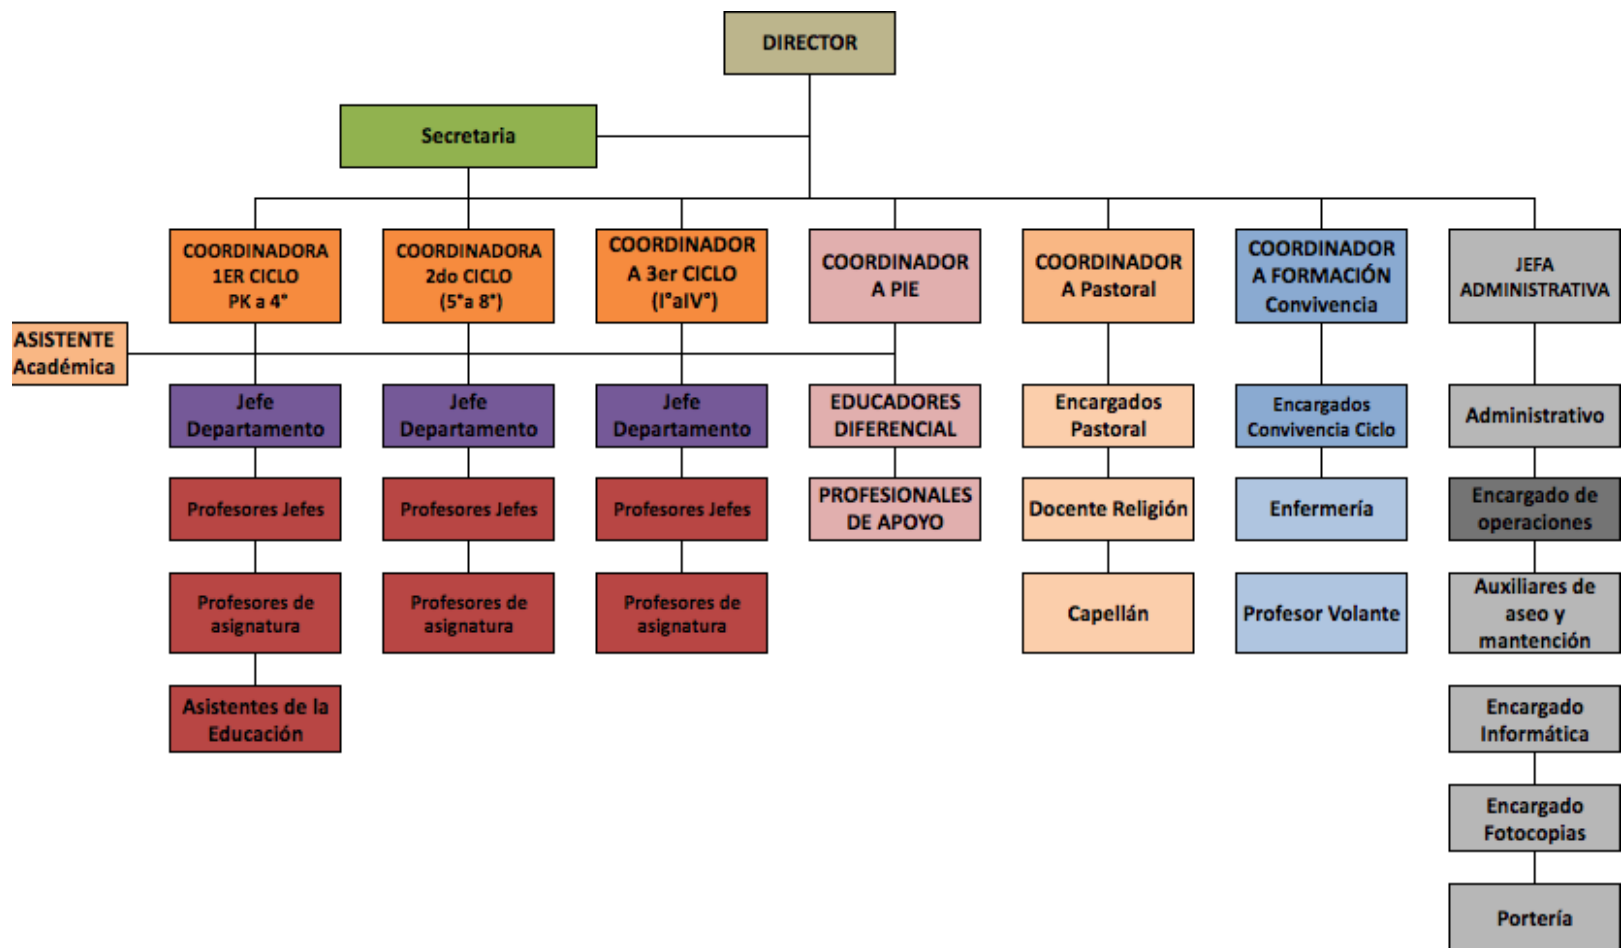 DIRECTOR
Secretaria
COORDINADORA
1ER CICLO
PK a 4°
COORDINADORA
2do CICLO
(5°a 8°)
COORDINADOR
A 3er CICLO
(I°aIV°)
COORDINADOR
A PIE
COORDINADOR
A Pastoral
COORDINADOR
A FORMACIÓN
Convivencia
JEFA
ADMINISTRATIVA
ASISTENTE
Académica
Jefe
Departamento
Jefe
Departamento
Jefe
Departamento
EDUCADORES
DIFERENCIAL
Encargados
Pastoral
Encargados
Convivencia Ciclo
Administrativo
Profesores Jefes
Profesores Jefes
Profesores Jefes
PROFESIONALES
DE APOYO
Docente Religión
Enfermería
Encargado de
operaciones
Profesores de
asignatura
Profesores de
asignatura
Profesores de
asignatura
Capellán
Profesor Volante
Auxiliares de
aseo y
mantención
Asistentes de la
Educación
Encargado
Informática
Encargado
Fotocopias
Portería